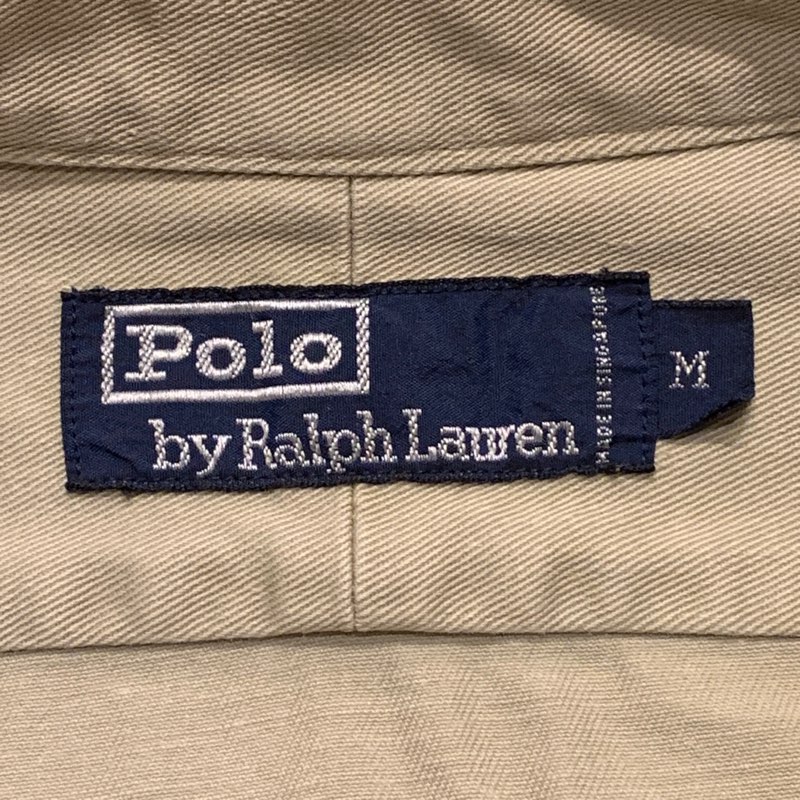 Polo
by Ralph Lauren
MADE IN SINGAPORE
M